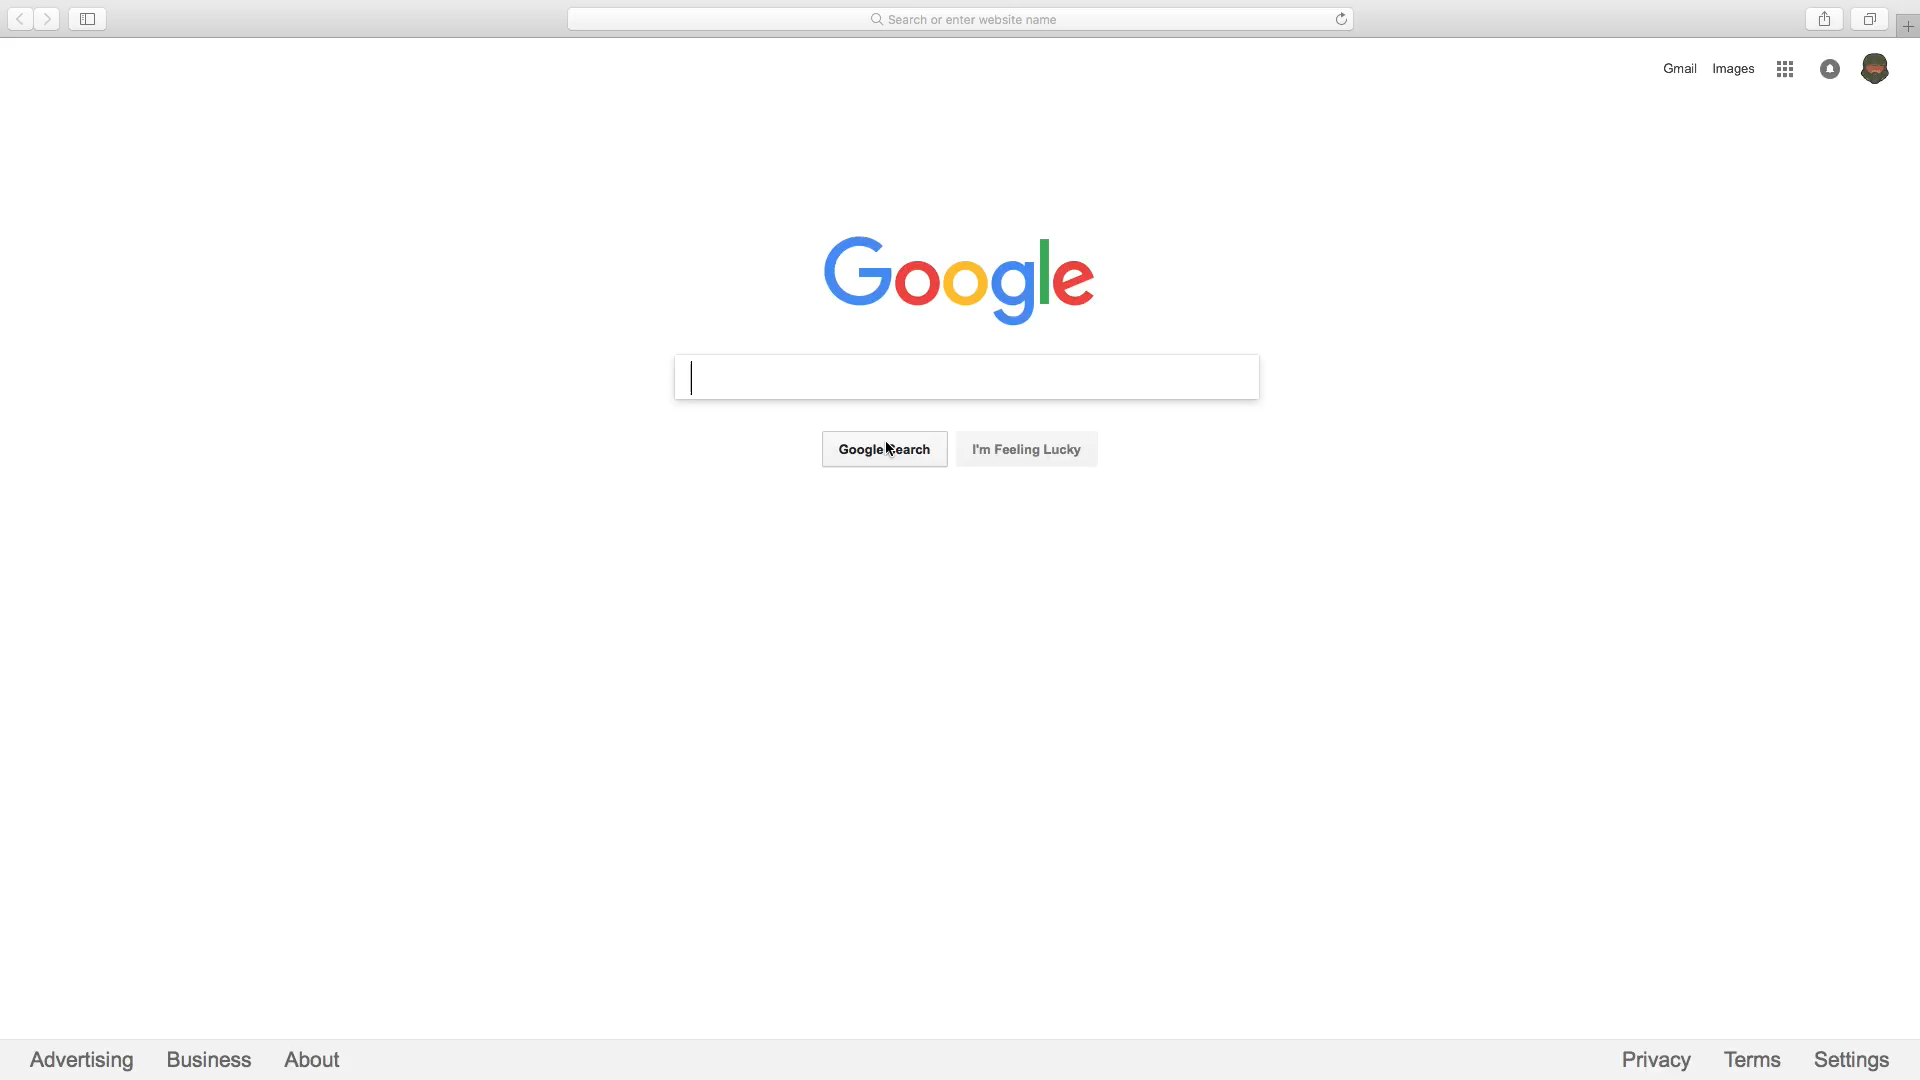 Search or enter website name
Gmail Images
Google
Google Search I'm Feeling Lucky
Advertising Business About Privacy Terms Settings